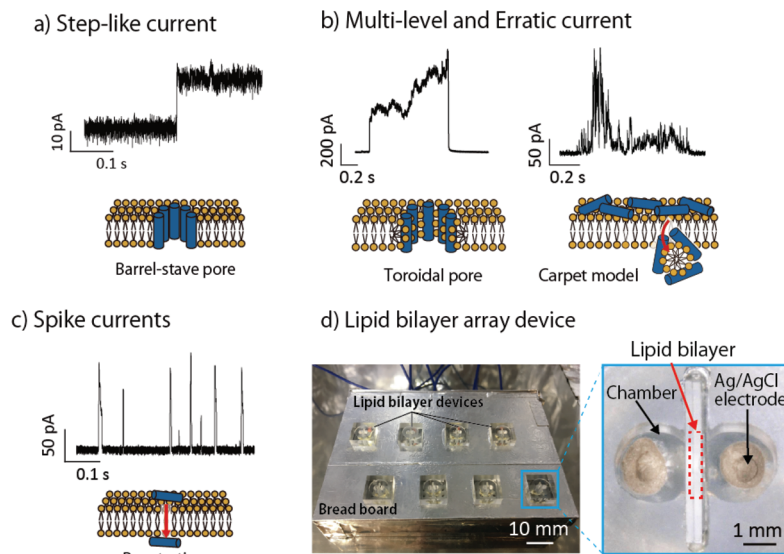 a) Step-like current
10 pA
0.1 s
Barrel-stave pore
b) Multi-level and Erratic current
200 pA
0.2 s
Toroidal pore
50 pA
0.2 s
Carpet model
c) Spike currents
50 pA
0.1 s
d) Lipid bilayer array device
Lipid bilayer devices
Bread board
10 mm
Lipid bilayer
Chamber
Ag/AgCl
electrode
1 mm